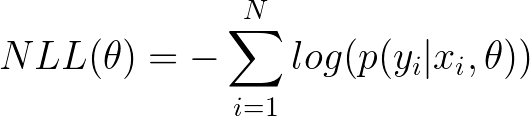 NLL(θ) = − ∑_{i=1}^{N} log(p(y_i|x_i, θ))